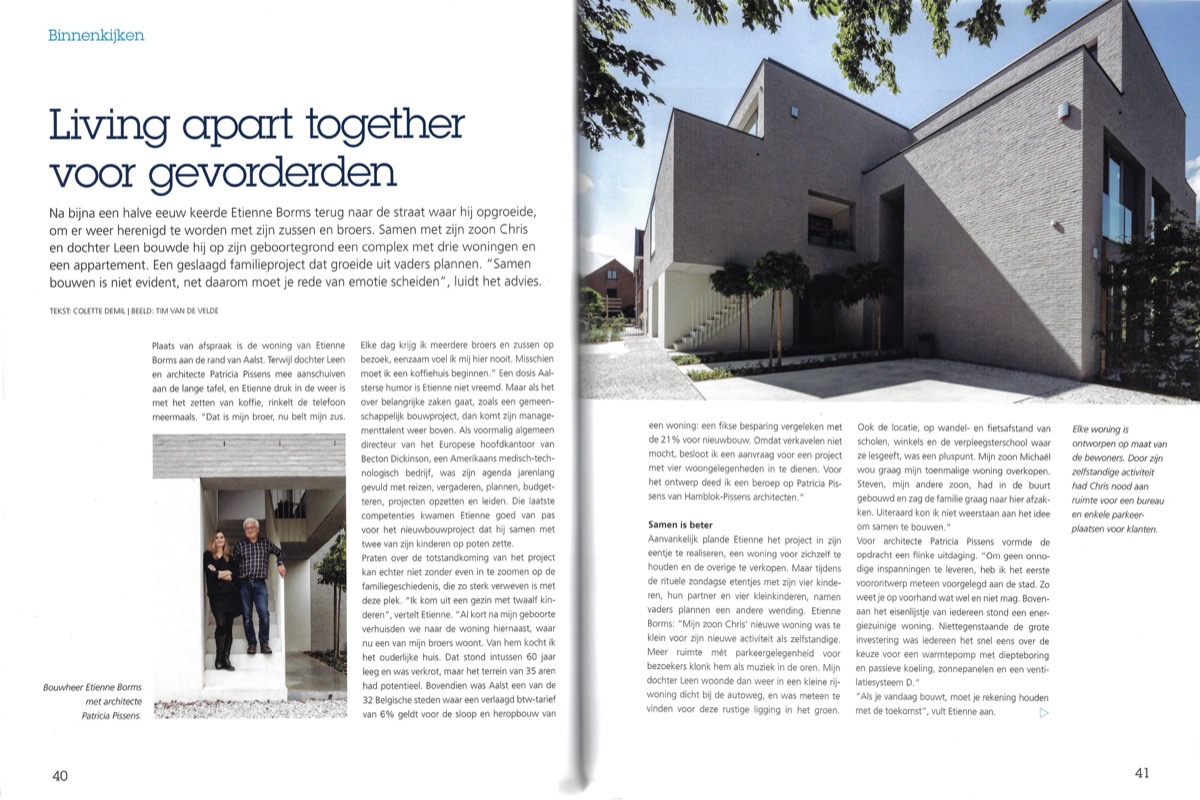 Binnenkijken
Living apart together
voor gevorderden
Na bijna een halve eeuw keerde Etienne Borms terug naar de straat waar hij opgroeide,
om er weer herenigd te worden met zijn zussen en broers. Samen met zijn zoon Chris
en dochter Leen bouwde hij op zijn geboortegrond een complex met drie woningen en
een appartement. Een geslaagd familieproject dat groeide uit vaders plannen. “Samen
bouwen is niet evident, net daarom moet je rede van emotie scheiden”, luidt het advies.
TEKST: COLETTE DEMIL | BEELD: TIM VAN DE VELDE
Plaats van afspraak is de woning van Etienne
Borms aan de rand van Aalst. Terwijl dochter Leen
en architecte Patricia Pissens mee aanschuiven
aan de lange tafel, en Etienne druk in de weer is
met het zetten van koffie, rinkelt de telefoon
meermaals. “Dat is mijn broer, nu belt mijn zus.
Bouwheer Etienne Borms
met architecte
Patricia Pissens.
Elke dag krijg ik meerdere broers en zussen op
bezoek, eenzaam voel ik mij hier nooit. Misschien
moet ik een koffiehuis beginnen.” Een dosis Aal-
sterse humor is Etienne niet vreemd. Maar als het
over belangrijke zaken gaat, zoals een gemeen-
schappelijk bouwproject, dan komt zijn manage-
menttalent weer boven. Als voormalig algemeen
directeur van het Europese hoofdkantoor van
Becton Dickinson, een Amerikaans medisch-tech-
nologisch bedrijf, was zijn agenda jarenlang
gevuld met reizen, vergaderen, plannen, budget-
teren, projecten opzetten en leiden. Die laatste
competenties kwamen Etienne goed van pas
voor het nieuwbouwproject dat hij samen met
twee van zijn kinderen op poten zette.
Praten over de totstandkoming van het project
kan echter niet zonder even in te zoomen op de
familiegeschiedenis, die zo sterk verweven is met
deze plek. “Ik kom uit een gezin met twaalf kin-
deren”, vertelt Etienne. “Al kort na mijn geboorte
verhuisden we naar de woning hiernaast, waar
nu een van mijn broers woont. Van hem kocht ik
het ouderlijke huis. Dat stond intussen 60 jaar
leeg en was verkrot, maar het terrein van 35 aren
had potentieel. Bovendien was Aalst een van de
32 Belgische steden waar een verlaagd btw-tarief
van 6% geldt voor de sloop en heropbouw van
40
een woning: een fikse besparing vergeleken met
de 21% voor nieuwbouw. Omdat verkavelen niet
mocht, besloot ik een aanvraag voor een project
met vier woongelegenheden in te dienen. Voor
het ontwerp deed ik een beroep op Patricia Pis-
sens van Hamblok-Pissens architecten.”
Samen is beter
Aanvankelijk plande Etienne het project in zijn
eentje te realiseren, een woning voor zichzelf te
houden en de overige te verkopen. Maar tijdens
de rituele zondagse etentjes met zijn vier kinde-
ren, hun partner en vier kleinkinderen, namen
vaders plannen een andere wending. Etienne
Borms: “Mijn zoon Chris' nieuwe woning was te
klein voor zijn nieuwe activiteit als zelfstandige.
Meer ruimte mét parkeergelegenheid voor
bezoekers klonk hem als muziek in de oren. Mijn
dochter Leen woonde dan weer in een kleine rij-
woning dicht bij de autoweg, en was meteen te
vinden voor deze rustige ligging in het groen.
Ook de locatie, op wandel- en fietsafstand van
scholen, winkels en de verpleegsterschool waar
ze lesgeeft, was een pluspunt. Mijn zoon Michaël
wou graag mijn toenmalige woning overkopen.
Steven, mijn andere zoon, had in de buurt
gebouwd en zag de familie graag naar hier afzak-
ken. Uiteraard kon ik niet weerstaan aan het idee
om samen te bouwen.”
Voor architecte Patricia Pissens vormde de
opdracht een flinke uitdaging. “Om geen onno-
dige inspanningen te leveren, heb ik het eerste
voorontwerp meteen voorgelegd aan de stad. Zo
weet je op voorhand wat wel en niet mag. Boven-
aan het eisenlijstje van iedereen stond een ener-
giezuinige woning. Niettegenstaande de grote
investering was iedereen het snel eens over de
keuze voor een warmtepomp met diepteboring
en passieve koeling, zonnepanelen en een venti-
latiesysteem D.”
“Als je vandaag bouwt, moet je rekening houden
met de toekomst”, vult Etienne aan.
Elke woning is
ontworpen op maat van
de bewoners. Door zijn
zelfstandige activiteit
had Chris nood aan
ruimte voor een bureau
en enkele parkeer-
plaatsen voor klanten.
41